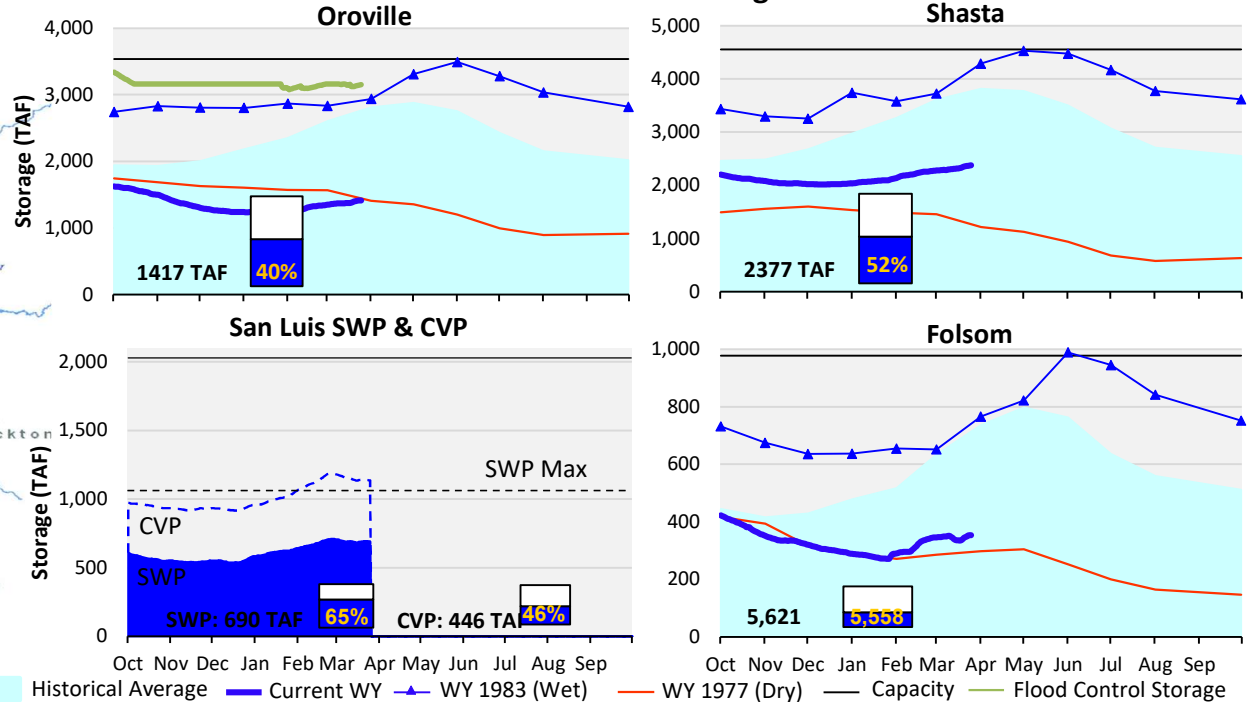 Oroville
4,000
3,000
2,000
1,000
0
Storage (TAF)
1417 TAF
40%
Shasta
5,000
4,000
3,000
2,000
1,000
0
2377 TAF
52%
San Luis SWP & CVP
2,000
1,500
1,000
500
0
Storage (TAF)
SWP Max
CVP
SWP
SWP: 690 TAF
65%
CVP: 446 TAF
46%
Oct Nov Dec Jan Feb Mar Apr May Jun Jul Aug Sep
Folsom
1,000
800
600
400
200
0
5,621
5,558
Oct Nov Dec Jan Feb Mar Apr May Jun Jul Aug Sep
ckton
Historical Average Current WY WY 1983 (Wet) WY 1977 (Dry) Capacity Flood Control Storage